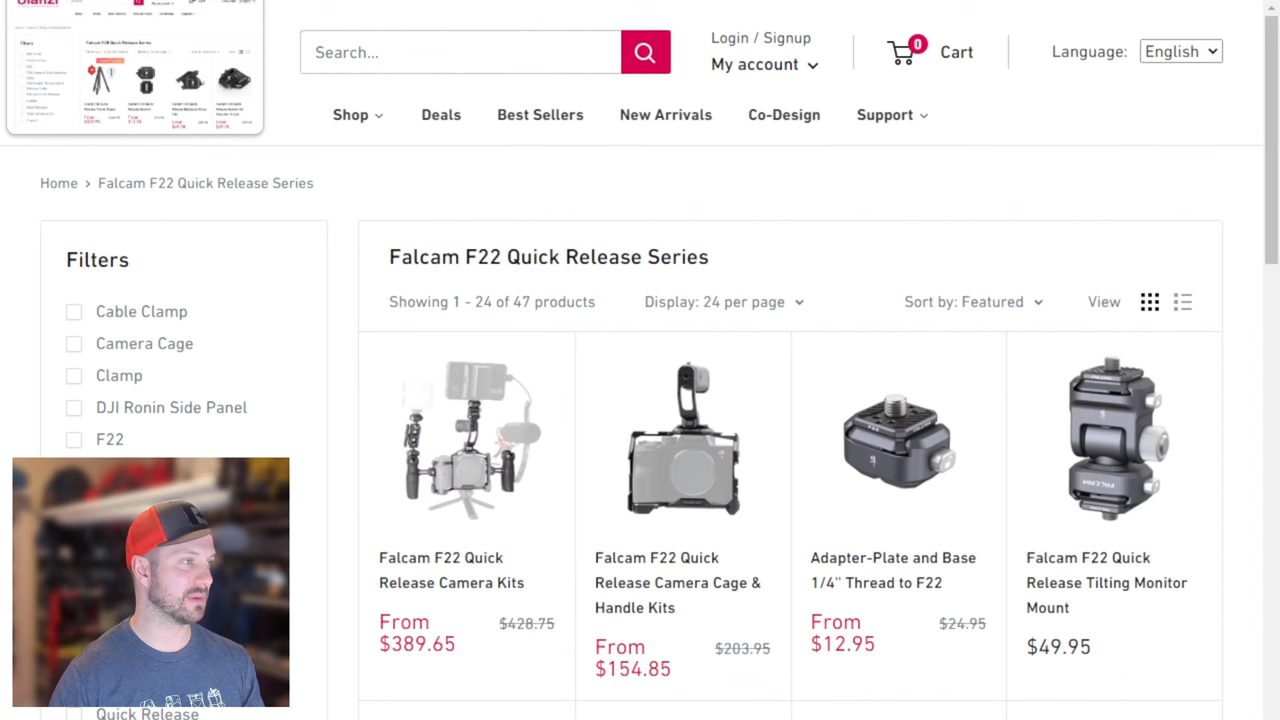 Ulanzi
Search...
Login / Signup
My account
0
Cart
Language:
English
Shop
Deals
Best Sellers
New Arrivals
Co-Design
Support
Home › Falcam F22 Quick Release Series
Filters
Cable Clamp
Camera Cage
Clamp
DJI Ronin Side Panel
F22
Quick Release
Falcam F22 Quick Release Series
Showing 1 - 24 of 47 products
Display: 24 per page
Sort by: Featured
View
Falcam F22 Quick
Release Camera Kits
From
$389.65
$428.75
Falcam F22 Quick
Release Camera Cage &
Handle Kits
From
$154.85
$203.95
Adapter-Plate and Base
1/4'' Thread to F22
From
$12.95
$24.95
Falcam F22 Quick
Release Tilting Monitor
Mount
$49.95